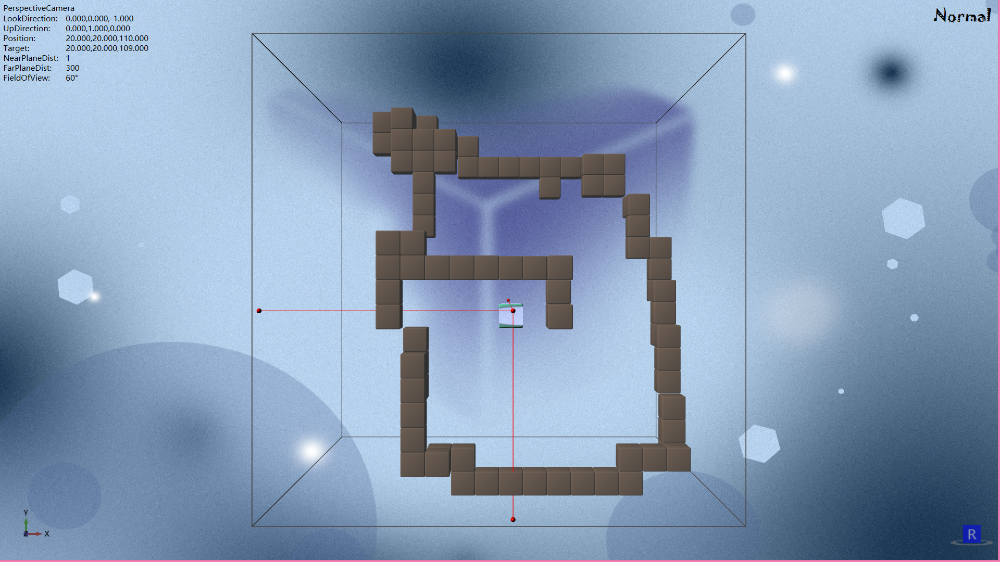 PerspectiveCamera
LookDirection: 0.000,0.000,-1.000
UpDirection: 0.000,1.000,0.000
Position: 20.000,20.000,110.000
Target: 20.000,20.000,109.000
NearPlaneDist: 1
FarPlaneDist: 300
FieldOfView: 60°
Normal
Y
Z X
R